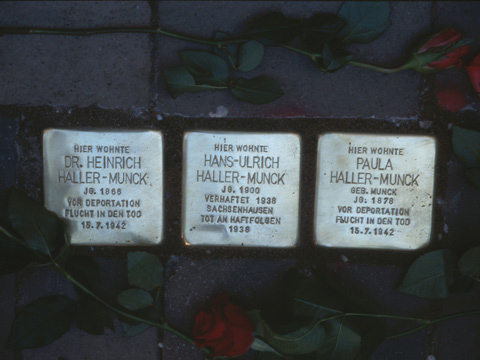 HIER WOHNTE
DR. HEINRICH
HALLER-MUNCK
JG. 1866
VOR DEPORTATION
FLUCHT IN DEN TOD
15.7.1942
HIER WOHNTE
HANS-ULRICH
HALLER-MUNCK
JG. 1900
VERHAFTET 1938
SACHSENHAUSEN
TOT AN HAFTFOLGEN
1938
HIER WOHNTE
PAULA
HALLER-MUNCK
GEB. MUNCK
JG. 1878
VOR DEPORTATION
FLUCHT IN DEN TOD
15.7.1942